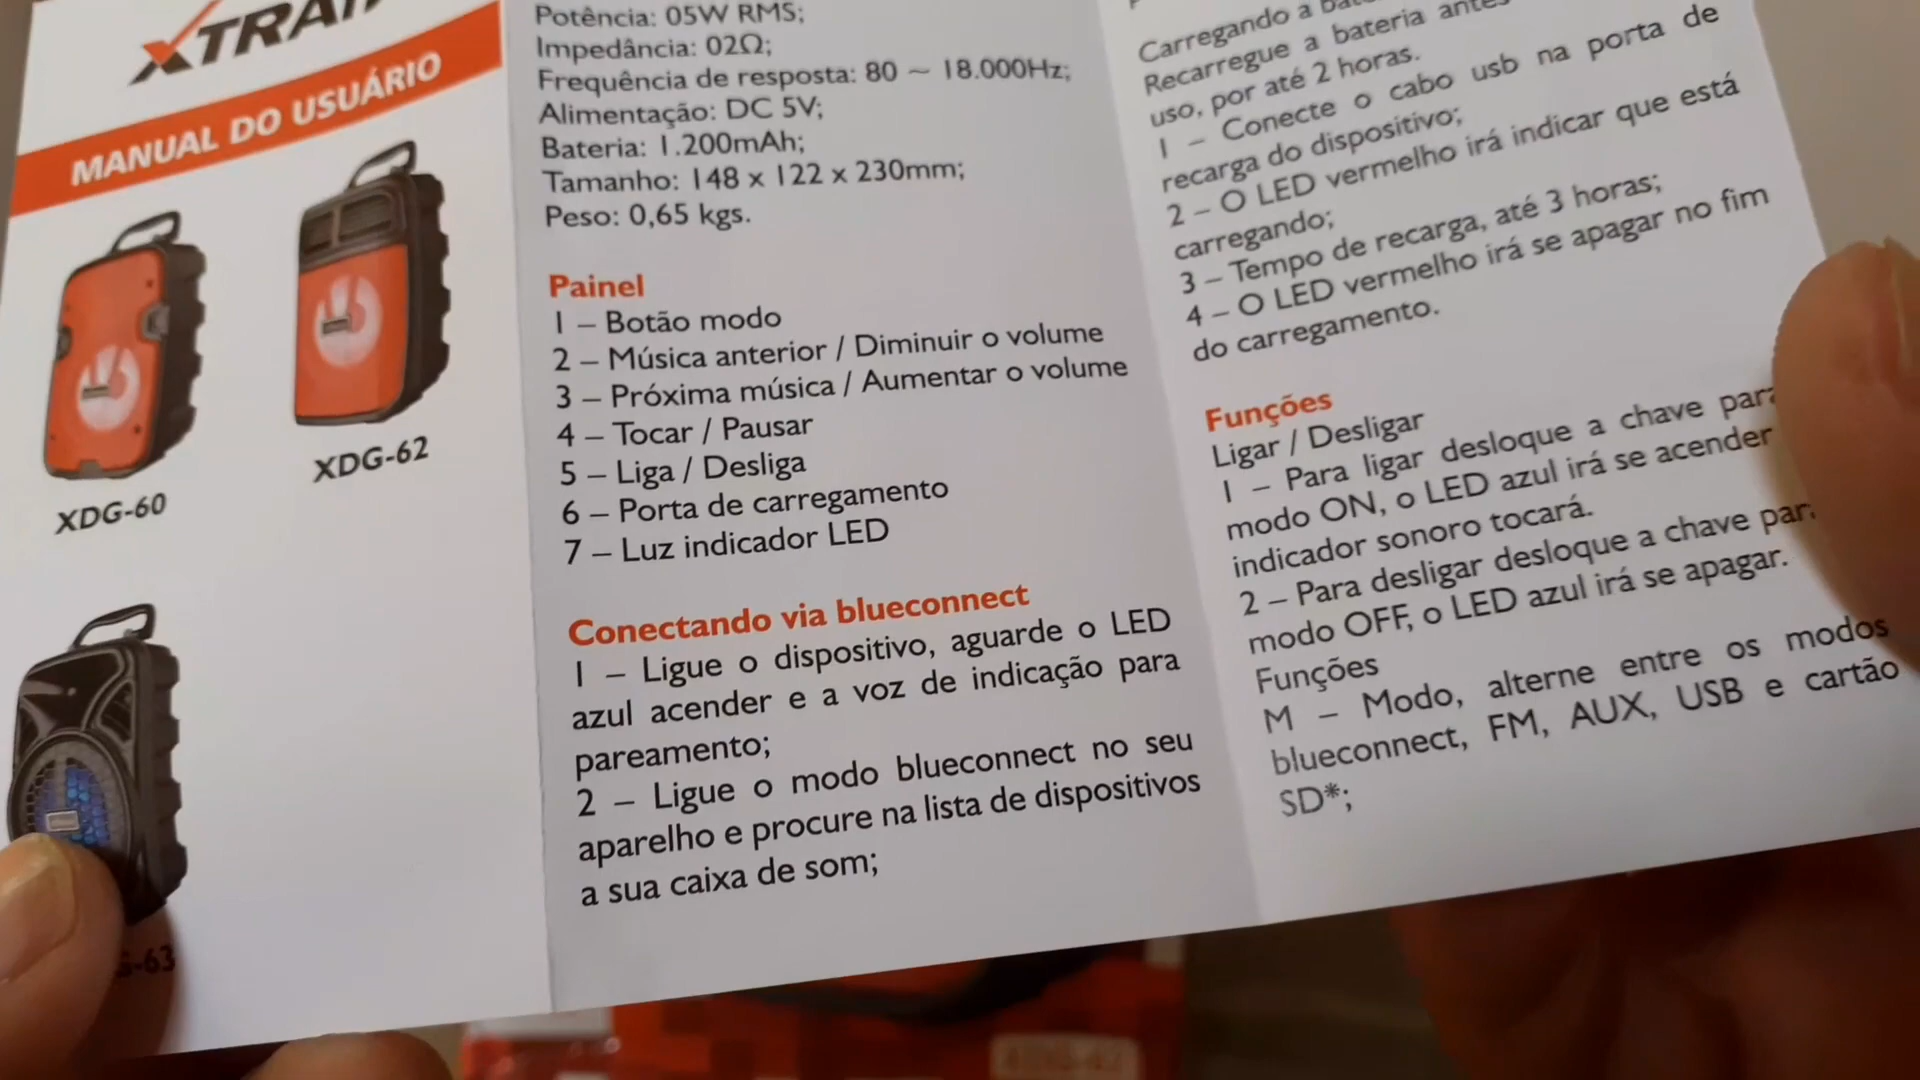 MANUAL DO USUÁRIO
XDG-60
XDG-62
-63
Potência: 05W RMS;
Impedância: 02Ω;
Frequência de resposta: 80 ~ 18.000Hz;
Alimentação: DC 5V;
Bateria: 1.200mAh;
Tamanho: 148 x 122 x 230mm;
Peso: 0,65 kgs.
Painel
1 – Botão modo
2 – Música anterior / Diminuir o volume
3 – Próxima música / Aumentar o volume
4 – Tocar / Pausar
5 – Liga / Desliga
6 – Porta de carregamento
7 – Luz indicador LED
Conectando via blueconnect
1 – Ligue o dispositivo, aguarde o LED
azul acender e a voz de indicação para
pareamento;
2 – Ligue o modo blueconnect no seu
aparelho e procure na lista de dispositivos
a sua caixa de som;
Carregando a
Recarregue a bateria
uso, por até 2 horas.
1 – Conecte o cabo usb na porta de
recarga do dispositivo;
2 – O LED vermelho irá indicar que está
carregando;
3 – Tempo de recarga, até 3 horas;
4 – O LED vermelho irá se apagar no fim
do carregamento.
Funções
Ligar / Desligar
1 – Para ligar desloque a chave
modo ON, o LED azul irá se acender
indicador sonoro tocará.
2 – Para desligar desloque a chave
modo OFF, o LED azul irá se apagar.
Funções
M – Modo, alterne entre os modos
blueconnect, FM, AUX, USB e cartão
SD*;